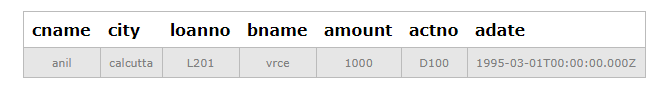 cname city loanno bname amount actno adate
anil calcutta L201 vrce 1000 D100 1995-03-01T00:00:00.000Z